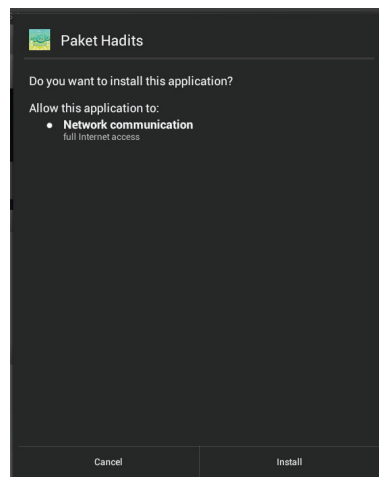 Paket Hadits
Do you want to install this application?
Allow this application to:
● Network communication
full Internet access
Cancel
Install